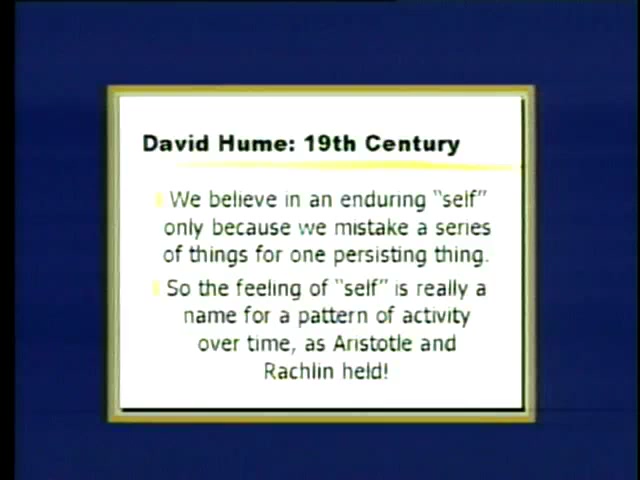 David Hume: 19th Century
We believe in an enduring "self"
only because we mistake a series
of things for one persisting thing.
So the feeling of "self" is really a
name for a pattern of activity
over time, as Aristotle and
Rachlin held!